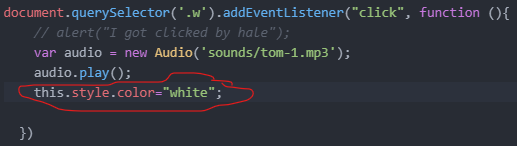 document.querySelector('.w').addEventListener("click", function (){
// alert("I got clicked by hale");
var audio = new Audio('sounds/tom-1.mp3');
audio.play();
this.style.color="white";
})